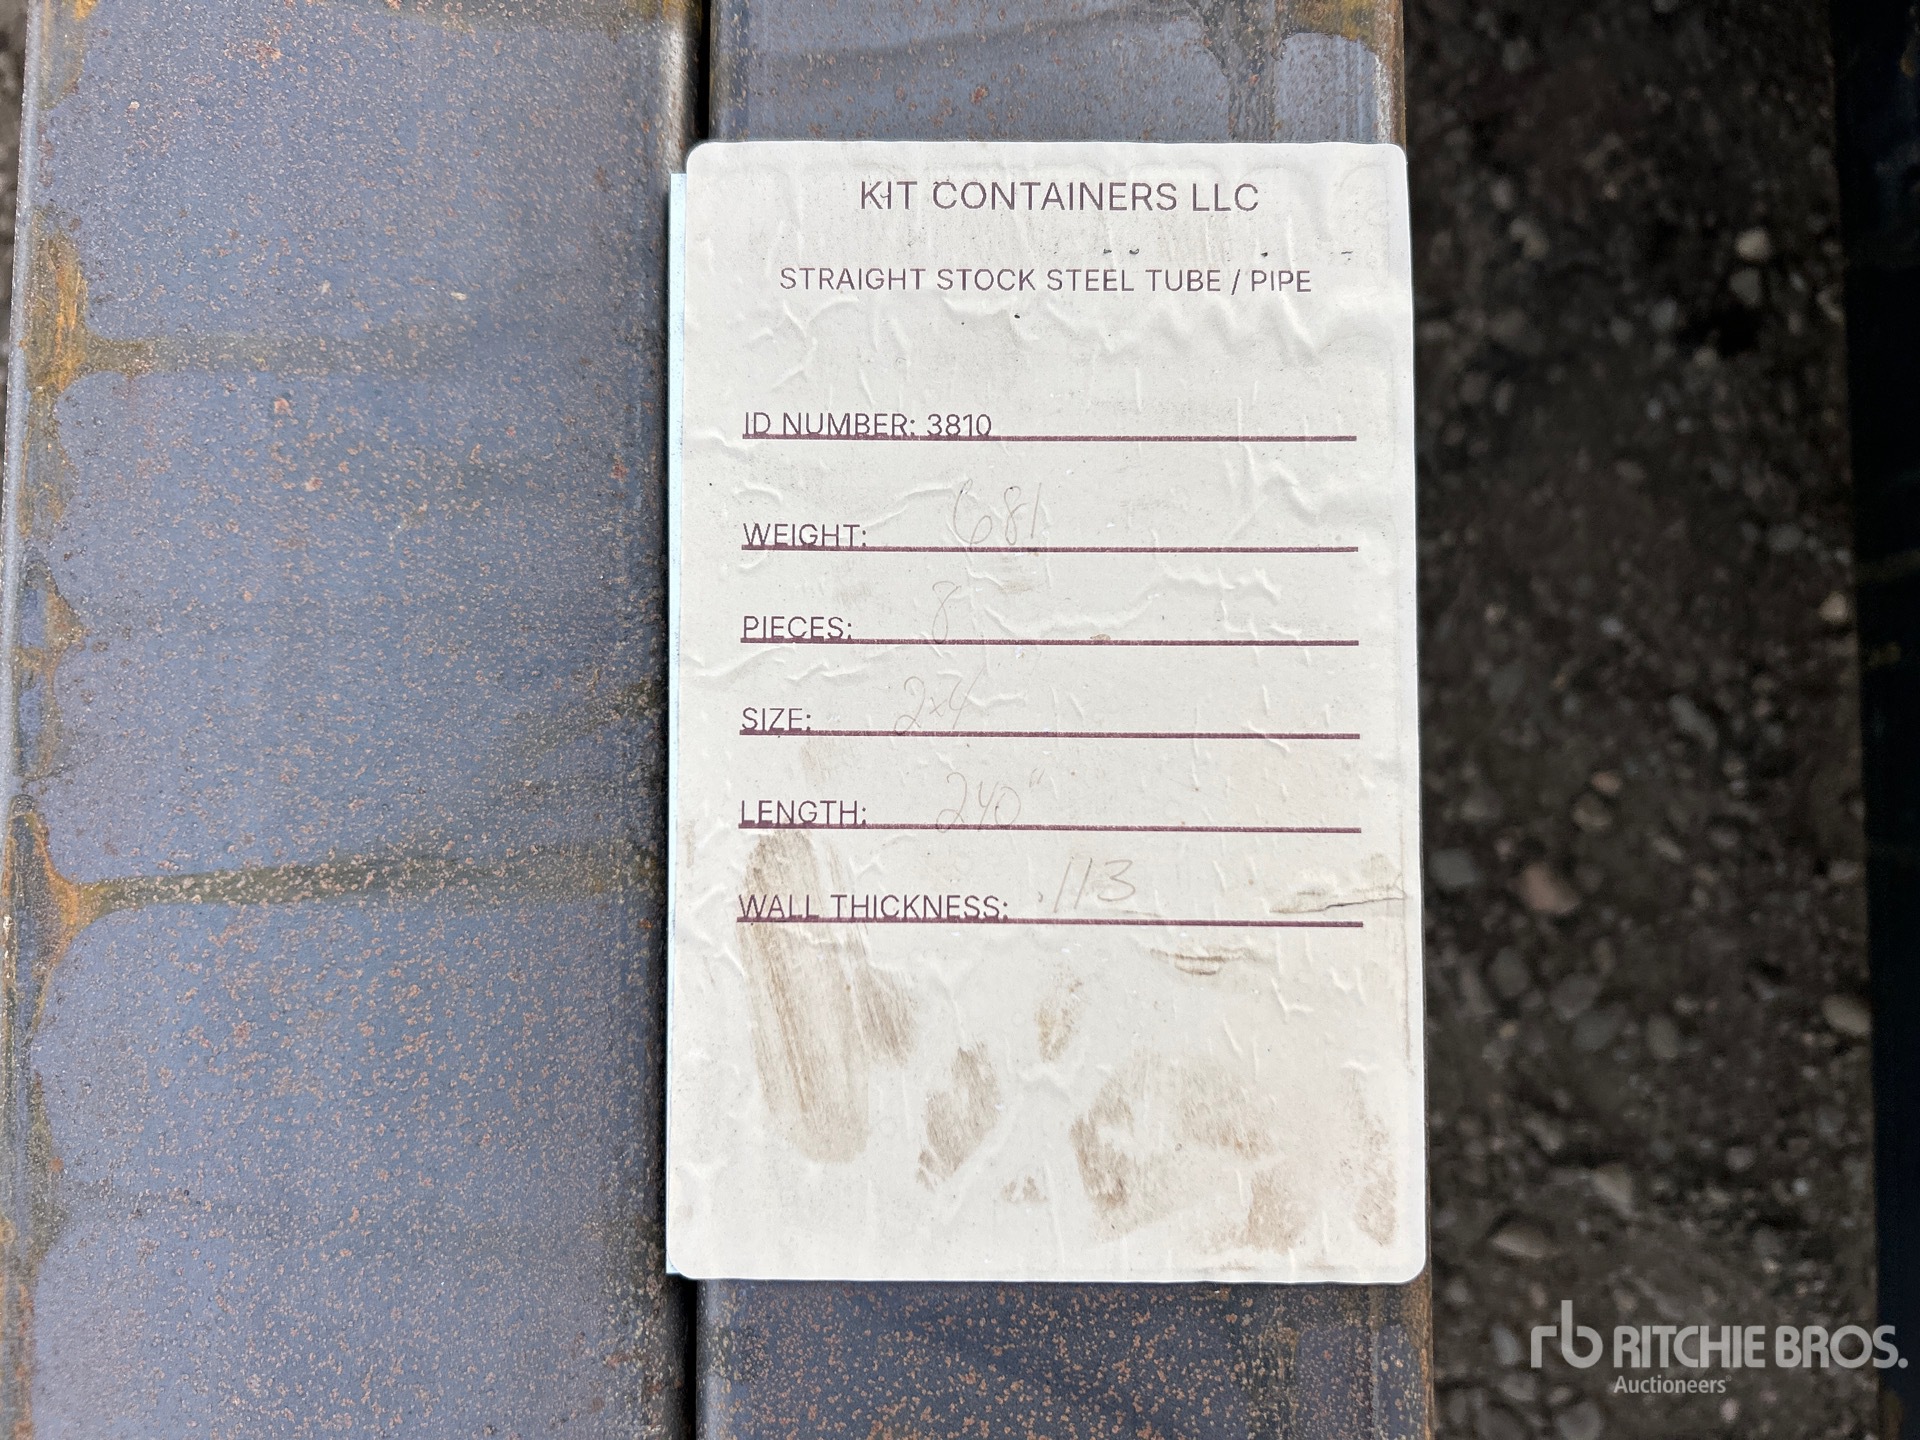 KIT CONTAINERS LLC
STRAIGHT STOCK STEEL TUBE / PIPE
ID NUMBER: 3810
WEIGHT: 681
PIECES: 8
SIZE: 2x4
LENGTH: 240"
WALL THICKNESS: .113
rb RITCHIE BROS.
Auctioneers